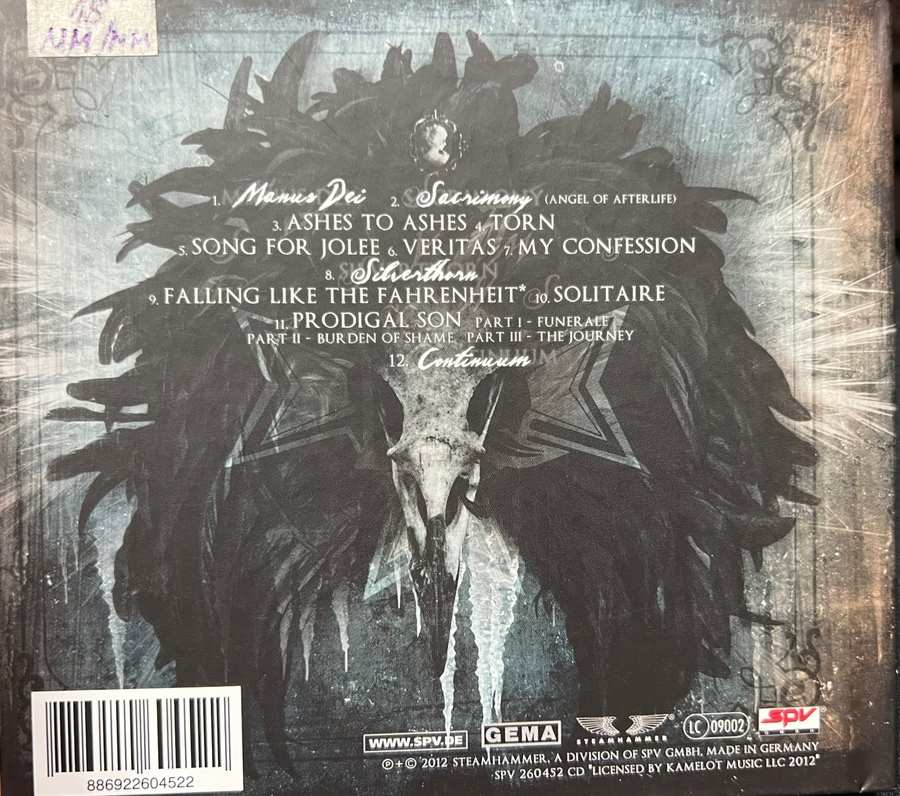 15
NM/NM
1. Manus Dei 2. Sacrimony (ANGEL OF AFTERLIFE)
3. ASHES TO ASHES 4. TORN
5. SONG FOR JOLEE 6. VERITAS 7. MY CONFESSION
8. Silverthorn
9. FALLING LIKE THE FAHRENHEIT* 10. SOLITAIRE
11. PRODIGAL SON PART I - FUNERALE
PART II - BURDEN OF SHAME PART III - THE JOURNEY
12. Continuum
886922604522
WWW.SPV.DE GEMA STEAMHAMMER LC 09002 SPV
℗+© 2012 STEAMHAMMER, A DIVISION OF SPV GMBH, MADE IN GERMANY
SPV 260452 CD "LICENSED BY KAMELOT MUSIC LLC 2012"